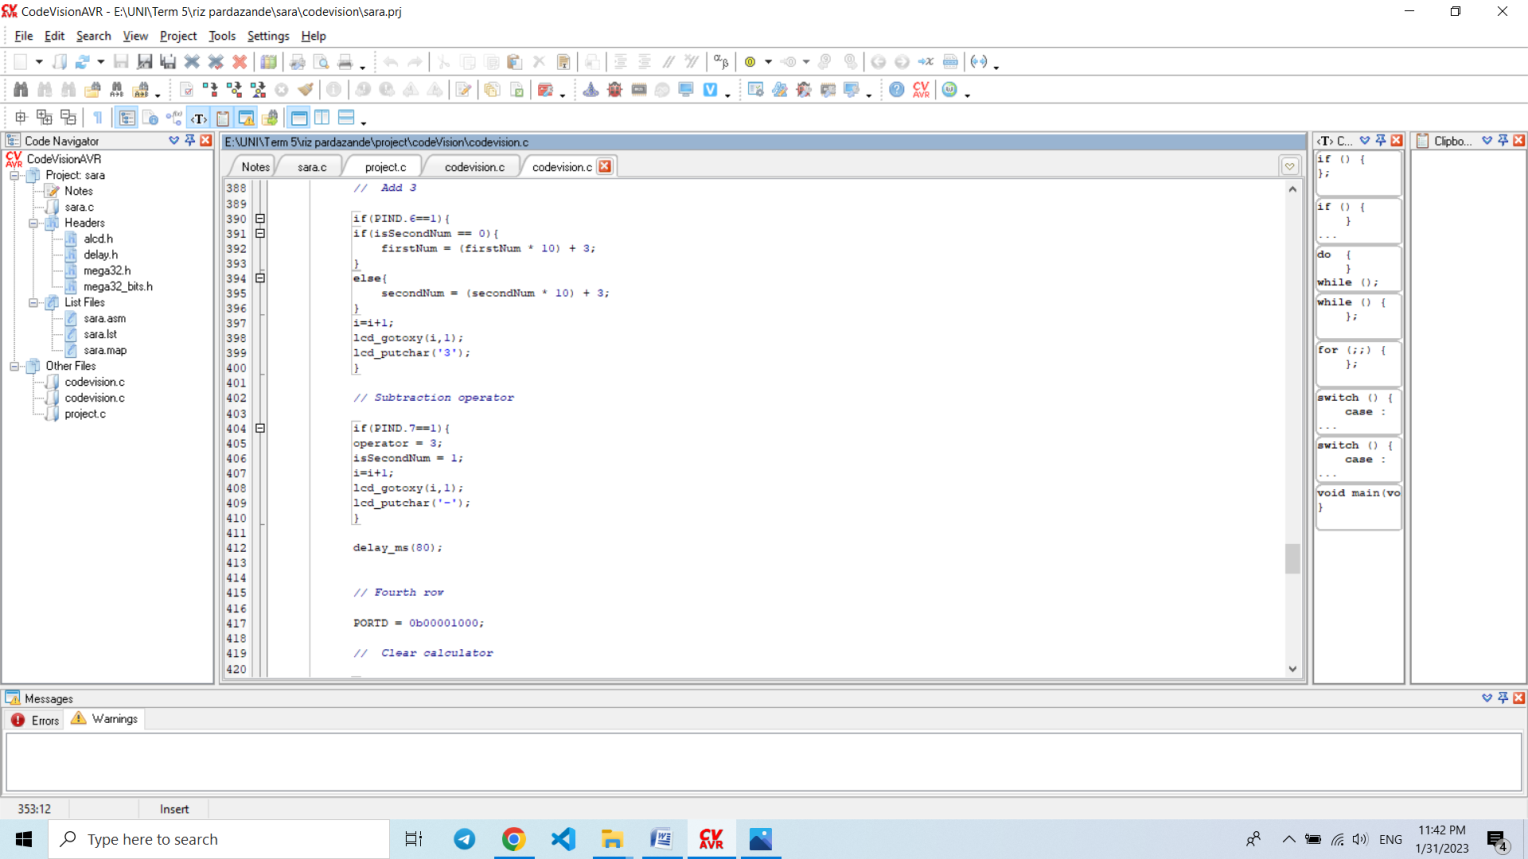 CodeVisionAVR - E:\UNI\Term 5\riz pardazande\sara\codevision\sara.prj
File Edit Search View Project Tools Settings Help
Code Navigator
CodeVisionAVR
Project: sara
Notes
sara.c
Headers
alcd.h
delay.h
mega32.h
mega32_bits.h
List Files
sara.asm
sara.lst
sara.map
Other Files
codevision.c
codevision.c
project.c
E:\UNI\Term 5\riz pardazande\project\codeVision\codevision.c
Notes sara.c project.c codevision.c codevision.c
388 // Add 3
389
390 if(PIND.6==1){
391 if(isSecondNum == 0){
392 firstNum = (firstNum * 10) + 3;
393 }
394 else{
395 secondNum = (secondNum * 10) + 3;
396 }
397 i=i+1;
398 lcd_gotoxy(i,1);
399 lcd_putchar('3');
400 }
401
402 // Subtraction operator
403
404 if(PIND.7==1){
405 operator = 3;
406 isSecondNum = 1;
407 i=i+1;
408 lcd_gotoxy(i,1);
409 lcd_putchar('-');
410 }
411
412 delay_ms(80);
413
414
415 // Fourth row
416
417 PORTD = 0b00001000;
418
419 // Clear calculator
420
<T> C...
if () {
};
if () {
}
...
do {
}
while ();
while () {
};
for (;;) {
};
switch () {
case :
...
switch () {
case :
...
void main(vo
}
Clipbo...
Messages
Errors Warnings
353:12 Insert
Type here to search
ENG
11:42 PM
1/31/2023
4